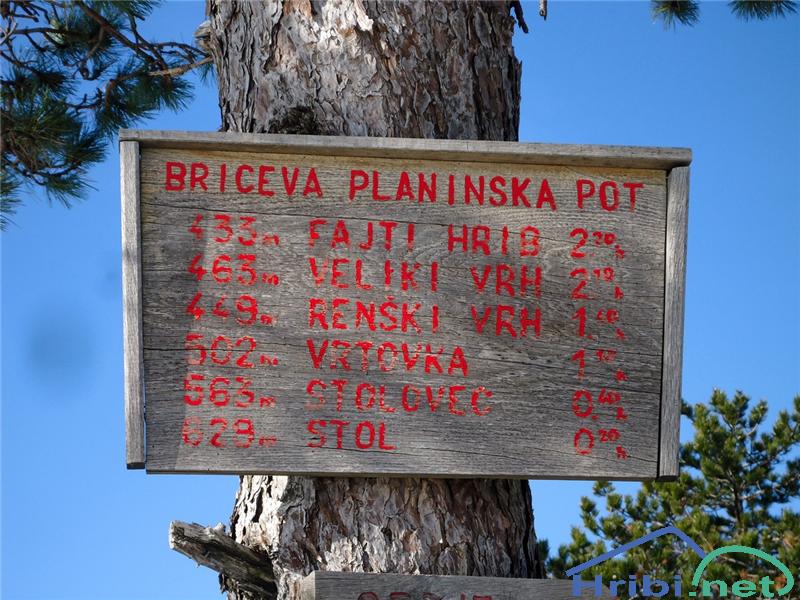 BRICEVA PLANINSKA POT
433m FAJTI HRIB 2.20h
463m VELIKI VRH 2.10h
449m RENŠKI VRH 1.40h
502m VRTOVKA 1.10h
563m STOLOVEC 0.40h
629m STOL 0.20h
Hribi.net